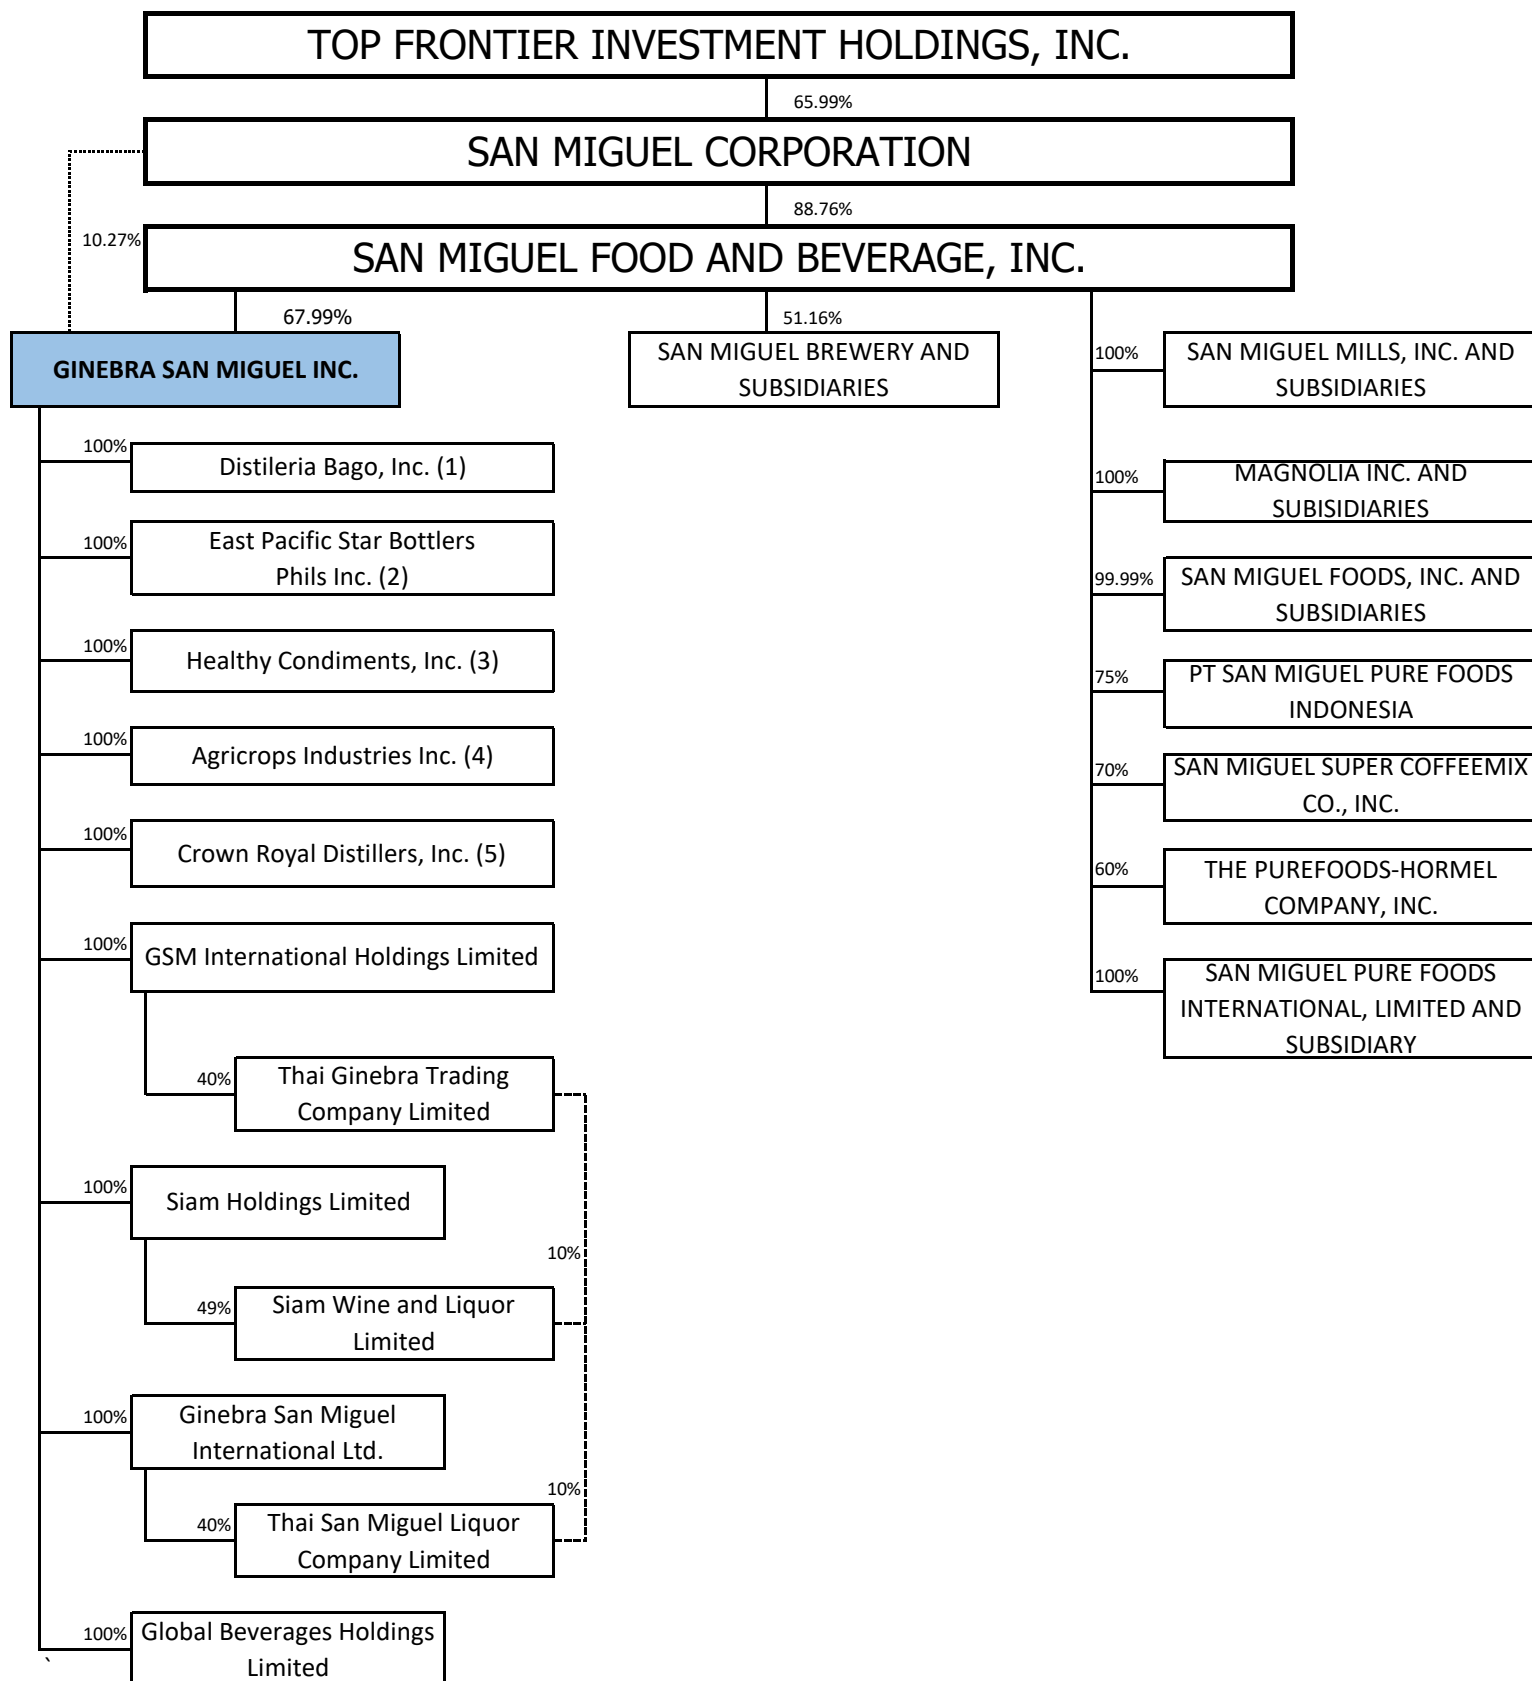 TOP FRONTIER INVESTMENT HOLDINGS, INC.
65.99%
SAN MIGUEL CORPORATION
88.76%
10.27%
SAN MIGUEL FOOD AND BEVERAGE, INC.
67.99%
51.16%
GINEBRA SAN MIGUEL INC.
SAN MIGUEL BREWERY AND
SUBSIDIARIES
100%
SAN MIGUEL MILLS, INC. AND
SUBSIDIARIES
100%
Distileria Bago, Inc. (1)
100%
MAGNOLIA INC. AND
SUBISIDIARIES
100%
East Pacific Star Bottlers
Phils Inc. (2)
99.99%
SAN MIGUEL FOODS, INC. AND
SUBSIDIARIES
100%
Healthy Condiments, Inc. (3)
75%
PT SAN MIGUEL PURE FOODS
INDONESIA
100%
Agricrops Industries Inc. (4)
70%
SAN MIGUEL SUPER COFFEEMIX
CO., INC.
100%
Crown Royal Distillers, Inc. (5)
60%
THE PUREFOODS-HORMEL
COMPANY, INC.
100%
GSM International Holdings Limited
100%
SAN MIGUEL PURE FOODS
INTERNATIONAL, LIMITED AND
SUBSIDIARY
40%
Thai Ginebra Trading
Company Limited
100%
Siam Holdings Limited
10%
49%
Siam Wine and Liquor
Limited
100%
Ginebra San Miguel
International Ltd.
10%
40%
Thai San Miguel Liquor
Company Limited
100%
Global Beverages Holdings
Limited
`